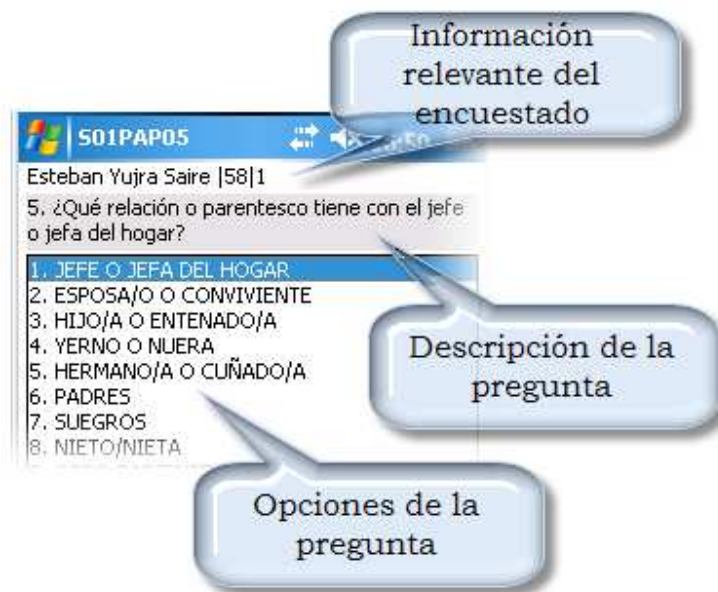 Información
relevante del
encuestado
S01PAP05
Esteban Yujra Saire |58|1
5. ¿Qué relación o parentesco tiene con el jefe
o jefa del hogar?
1. JEFE O JEFA DEL HOGAR
2. ESPOSA/O O CONVIVIENTE
3. HIJO/A O ENTENADO/A
4. YERNO O NUERA
5. HERMANO/A O CUÑADO/A
6. PADRES
7. SUEGROS
8. NIETO/NIETA
Descripción de la
pregunta
Opciones de la
pregunta